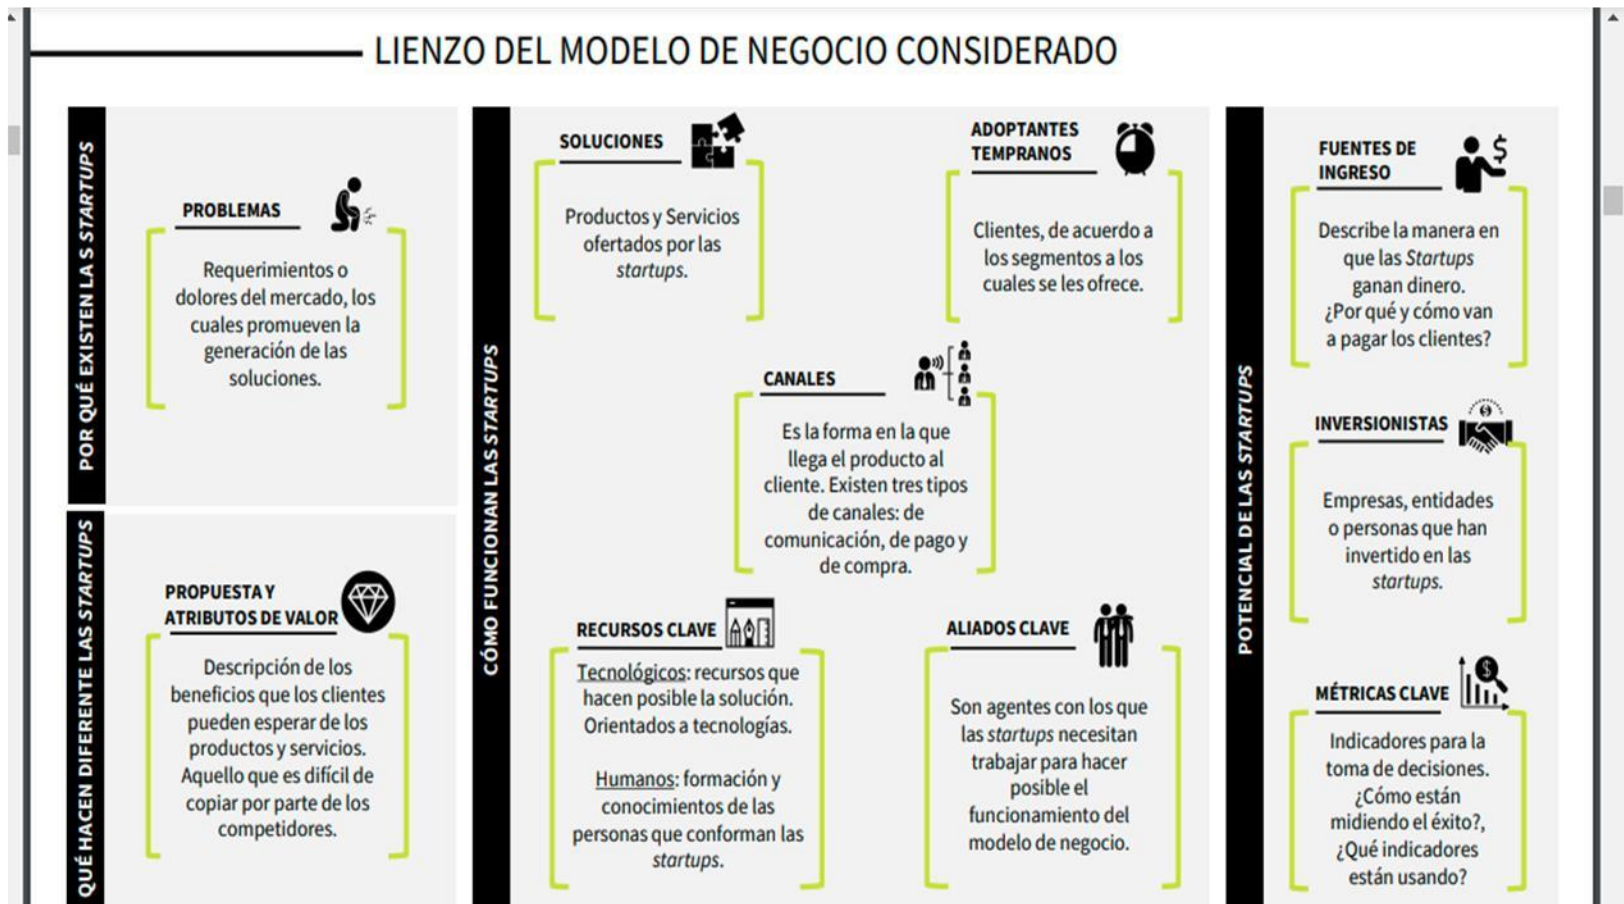 LIENZO DEL MODELO DE NEGOCIO CONSIDERADO
POR QUÉ EXISTEN LA S STARTUPS
PROBLEMAS
Requerimientos o
dolores del mercado, los
cuales promueven la
generación de las
soluciones.
QUÉ HACEN DIFERENTE LAS STARTUPS
PROPUESTA Y
ATRIBUTOS DE VALOR
Descripción de los
beneficios que los clientes
pueden esperar de los
productos y servicios.
Aquello que es difícil de
copiar por parte de los
competidores.
CÓMO FUNCIONAN LAS STARTUPS
SOLUCIONES
Productos y Servicios
ofertados por las
startups.
ADOPTANTES
TEMPRANOS
Clientes, de acuerdo a
los segmentos a los
cuales se les ofrece.
CANALES
Es la forma en la que
llega el producto al
cliente. Existen tres tipos
de canales: de
comunicación, de pago y
de compra.
RECURSOS CLAVE
Tecnológicos: recursos que
hacen posible la solución.
Orientados a tecnologías.
Humanos: formación y
conocimientos de las
personas que conforman las
startups.
ALIADOS CLAVE
Son agentes con los que
las startups necesitan
trabajar para hacer
posible el
funcionamiento del
modelo de negocio.
POTENCIAL DE LAS STARTUPS
FUENTES DE
INGRESO
Describe la manera en
que las Startups
ganan dinero.
¿Por qué y cómo van
a pagar los clientes?
INVERSIONISTAS
Empresas, entidades
o personas que han
invertido en las
startups.
MÉTRICAS CLAVE
Indicadores para la
toma de decisiones.
¿Cómo están
midiendo el éxito?,
¿Qué indicadores
están usando?